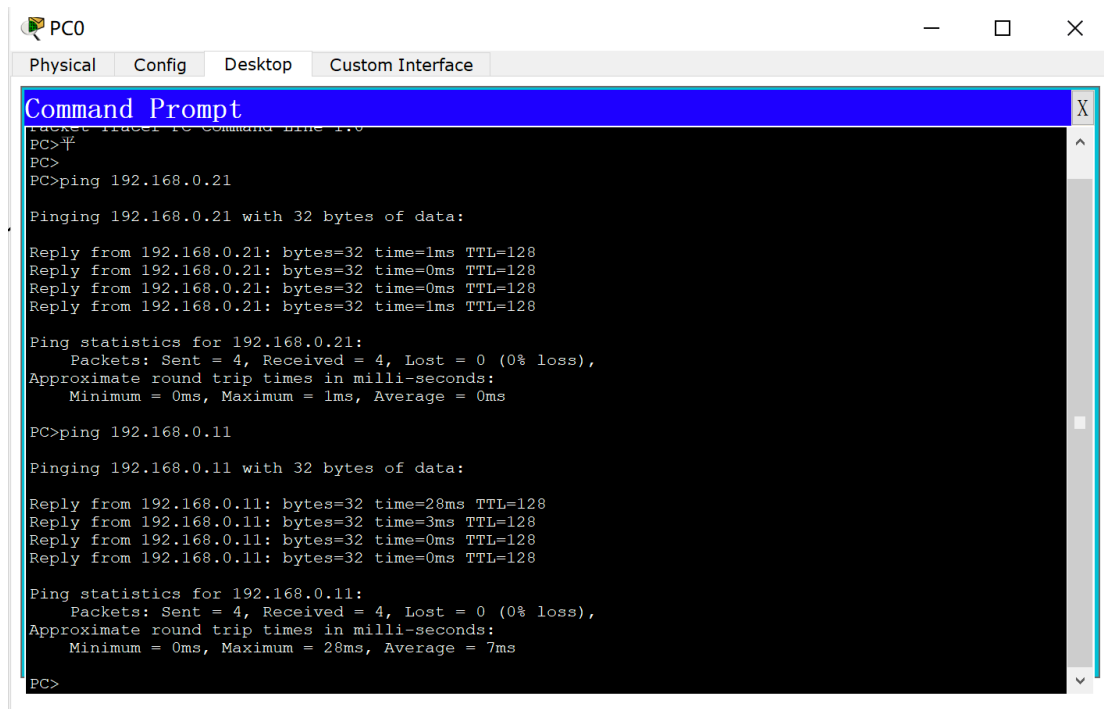 PC0
Physical Config Desktop Custom Interface
Command Prompt X
Packet Tracer PC Command Line 1.0
PC>平
PC>
PC>ping 192.168.0.21
Pinging 192.168.0.21 with 32 bytes of data:
Reply from 192.168.0.21: bytes=32 time=1ms TTL=128
Reply from 192.168.0.21: bytes=32 time=0ms TTL=128
Reply from 192.168.0.21: bytes=32 time=0ms TTL=128
Reply from 192.168.0.21: bytes=32 time=1ms TTL=128
Ping statistics for 192.168.0.21:
Packets: Sent = 4, Received = 4, Lost = 0 (0% loss),
Approximate round trip times in milli-seconds:
Minimum = 0ms, Maximum = 1ms, Average = 0ms
PC>ping 192.168.0.11
Pinging 192.168.0.11 with 32 bytes of data:
Reply from 192.168.0.11: bytes=32 time=28ms TTL=128
Reply from 192.168.0.11: bytes=32 time=3ms TTL=128
Reply from 192.168.0.11: bytes=32 time=0ms TTL=128
Reply from 192.168.0.11: bytes=32 time=0ms TTL=128
Ping statistics for 192.168.0.11:
Packets: Sent = 4, Received = 4, Lost = 0 (0% loss),
Approximate round trip times in milli-seconds:
Minimum = 0ms, Maximum = 28ms, Average = 7ms
PC>